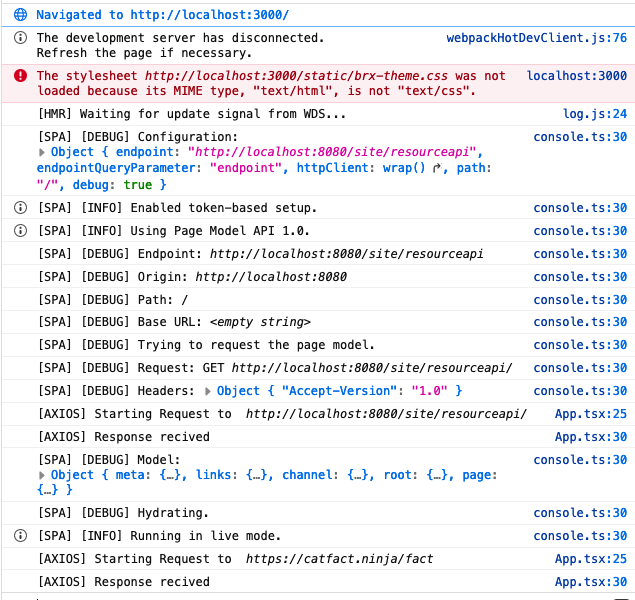 Navigated to http://localhost:3000/
The development server has disconnected. webpackHotDevClient.js:76
Refresh the page if necessary.
The stylesheet http://localhost:3000/static/brx-theme.css was not localhost:3000
loaded because its MIME type, "text/html", is not "text/css".
[HMR] Waiting for update signal from WDS... log.js:24
[SPA] [DEBUG] Configuration: console.ts:30
Object { endpoint: "http://localhost:8080/site/resourceapi",
endpointQueryParameter: "endpoint", httpClient: wrap(), path:
"/", debug: true }
[SPA] [INFO] Enabled token-based setup. console.ts:30
[SPA] [INFO] Using Page Model API 1.0. console.ts:30
[SPA] [DEBUG] Endpoint: http://localhost:8080/site/resourceapi console.ts:30
[SPA] [DEBUG] Origin: http://localhost:8080 console.ts:30
[SPA] [DEBUG] Path: / console.ts:30
[SPA] [DEBUG] Base URL: <empty string> console.ts:30
[SPA] [DEBUG] Trying to request the page model. console.ts:30
[SPA] [DEBUG] Request: GET http://localhost:8080/site/resourceapi/ console.ts:30
[SPA] [DEBUG] Headers: Object { "Accept-Version": "1.0" } console.ts:30
[AXIOS] Starting Request to http://localhost:8080/site/resourceapi/ App.tsx:25
[AXIOS] Response recived App.tsx:30
[SPA] [DEBUG] Model: console.ts:30
Object { meta: {…}, links: {…}, channel: {…}, root: {…}, page:
{…} }
[SPA] [DEBUG] Hydrating. console.ts:30
[SPA] [INFO] Running in live mode. console.ts:30
[AXIOS] Starting Request to https://catfact.ninja/fact App.tsx:25
[AXIOS] Response recived App.tsx:30